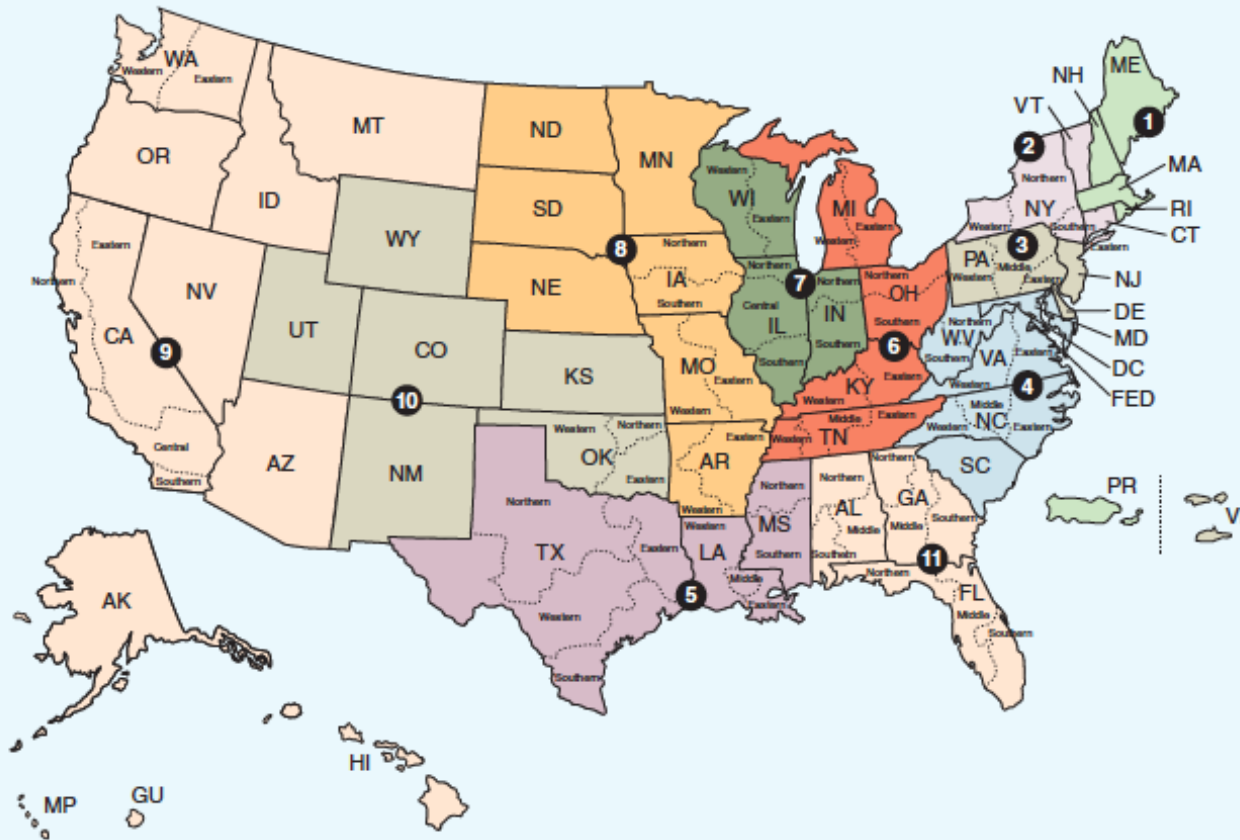 WA
Western
Eastern
OR
MT
ID
WY
NV
UT
CO
CA
Northern
Eastern
Central
Southern
9
10
AZ
NM
ND
SD
NE
KS
OK
Western
Northern
Eastern
MN
8
IA
Northern
Southern
MO
Eastern
Western
AR
Eastern
Western
TX
Northern
Eastern
Western
Southern
5
LA
Western
Middle
Eastern
MS
Northern
Southern
WI
Western
Eastern
7
IL
Northern
Central
Southern
IN
Northern
Southern
MI
Western
Eastern
OH
Northern
Southern
6
KY
Western
Eastern
TN
Western
Middle
Eastern
AL
Northern
Middle
Southern
GA
Northern
Middle
Southern
11
FL
Northern
Middle
Southern
SC
NC
Western
Middle
Eastern
4
VA
Western
Eastern
W.V
Northern
Southern
PA
Western
Middle
Eastern
3
NY
Northern
Western
Southern
Eastern
2
VT
NH
ME
1
MA
RI
CT
NJ
DE
MD
DC
FED
PR
V
AK
HI
MP
GU